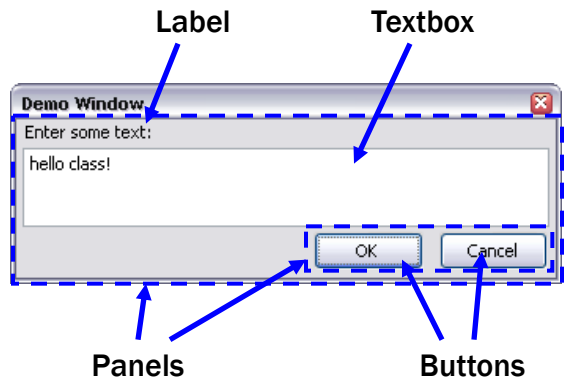 Label Textbox
Demo Window
Enter some text:
hello class!
OK Cancel
Panels Buttons